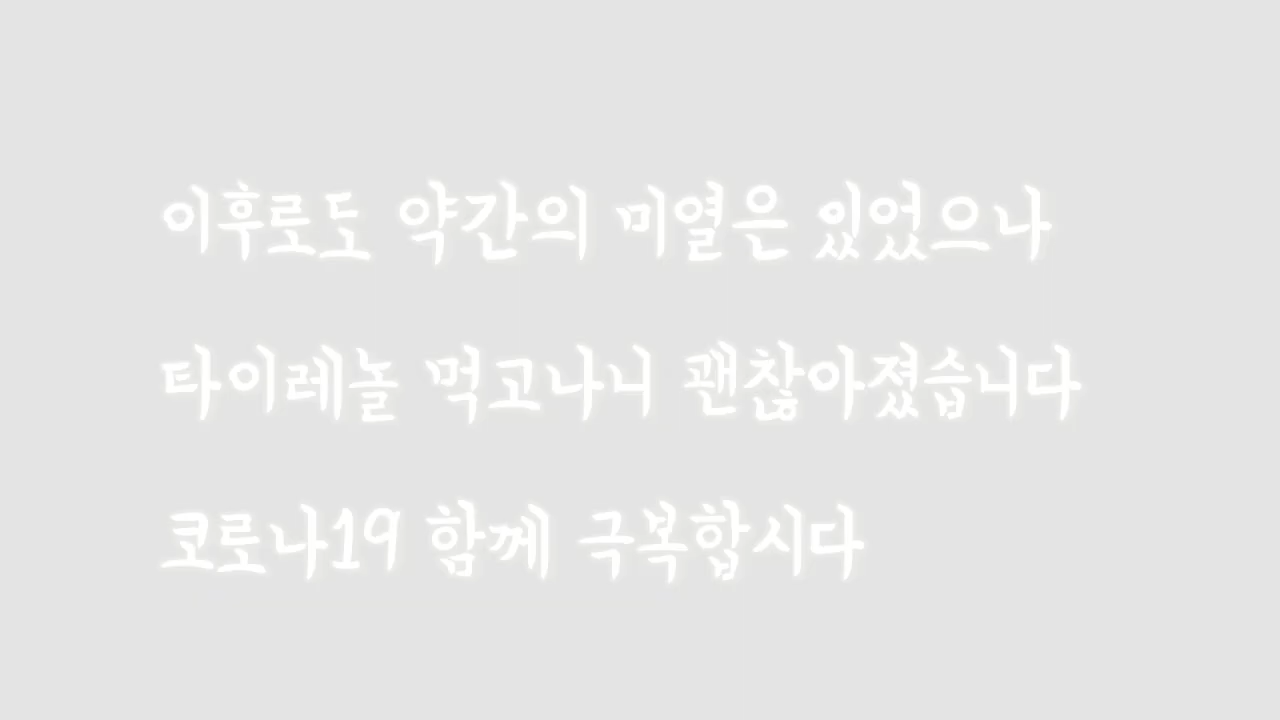 이후로도 약간의 미열은 있었으나
타이레놀 먹고나니 괜찮아졌습니다
코로나19 함께 극복합시다